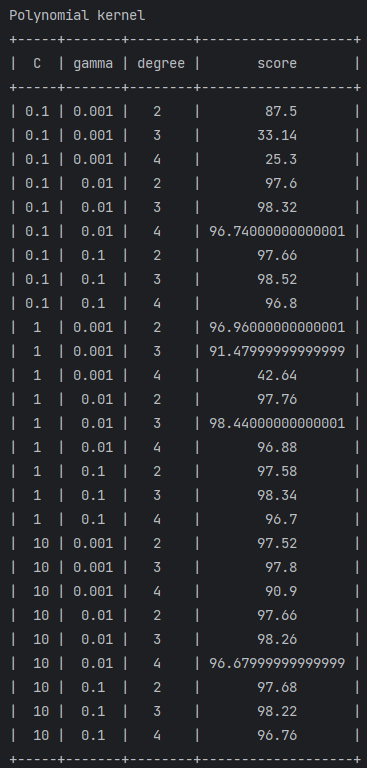 Polynomial kernel
+-----+-------+--------+-------------------+
|  C  | gamma | degree |       score       |
+-----+-------+--------+-------------------+
| 0.1 | 0.001 |   2    |        87.5       |
| 0.1 | 0.001 |   3    |       33.14       |
| 0.1 | 0.001 |   4    |        25.3       |
| 0.1 |  0.01 |   2    |        97.6       |
| 0.1 |  0.01 |   3    |       98.32       |
| 0.1 |  0.01 |   4    | 96.74000000000001 |
| 0.1 |  0.1  |   2    |       97.66       |
| 0.1 |  0.1  |   3    |       98.52       |
| 0.1 |  0.1  |   4    |        96.8       |
|  1  | 0.001 |   2    | 96.96000000000001 |
|  1  | 0.001 |   3    | 91.47999999999999 |
|  1  | 0.001 |   4    |       42.64       |
|  1  |  0.01 |   2    |       97.76       |
|  1  |  0.01 |   3    | 98.44000000000001 |
|  1  |  0.01 |   4    |       96.88       |
|  1  |  0.1  |   2    |       97.58       |
|  1  |  0.1  |   3    |       98.34       |
|  1  |  0.1  |   4    |        96.7       |
|  10 | 0.001 |   2    |       97.52       |
|  10 | 0.001 |   3    |        97.8       |
|  10 | 0.001 |   4    |        90.9       |
|  10 |  0.01 |   2    |       97.66       |
|  10 |  0.01 |   3    |       98.26       |
|  10 |  0.01 |   4    | 96.67999999999999 |
|  10 |  0.1  |   2    |       97.68       |
|  10 |  0.1  |   3    |       98.22       |
|  10 |  0.1  |   4    |       96.76       |
+-----+-------+--------+-------------------+